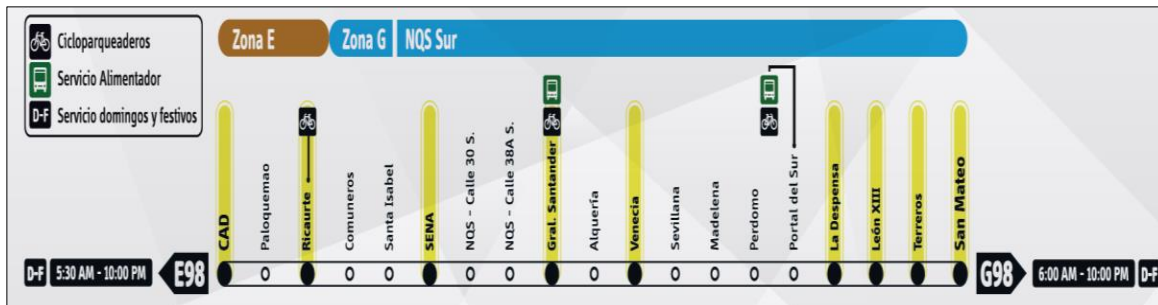 Cicloparqueaderos
Servicio Alimentador
D-F Servicio domingos y festivos
Zona E
Zona G
NQS Sur
CAD
Paloquemao
Ricaurte
Comuneros
Santa Isabel
SENA
NQS - Calle 30 S.
NQS - Calle 38A S.
Gral. Santander
Alquería
Venecia
Sevillana
Madelena
Perdomo
Portal del Sur
La Despensa
León XIII
Terreros
San Mateo
D-F 5:30 AM - 10:00 PM E98
G98 6:00 AM - 10:00 PM D-F